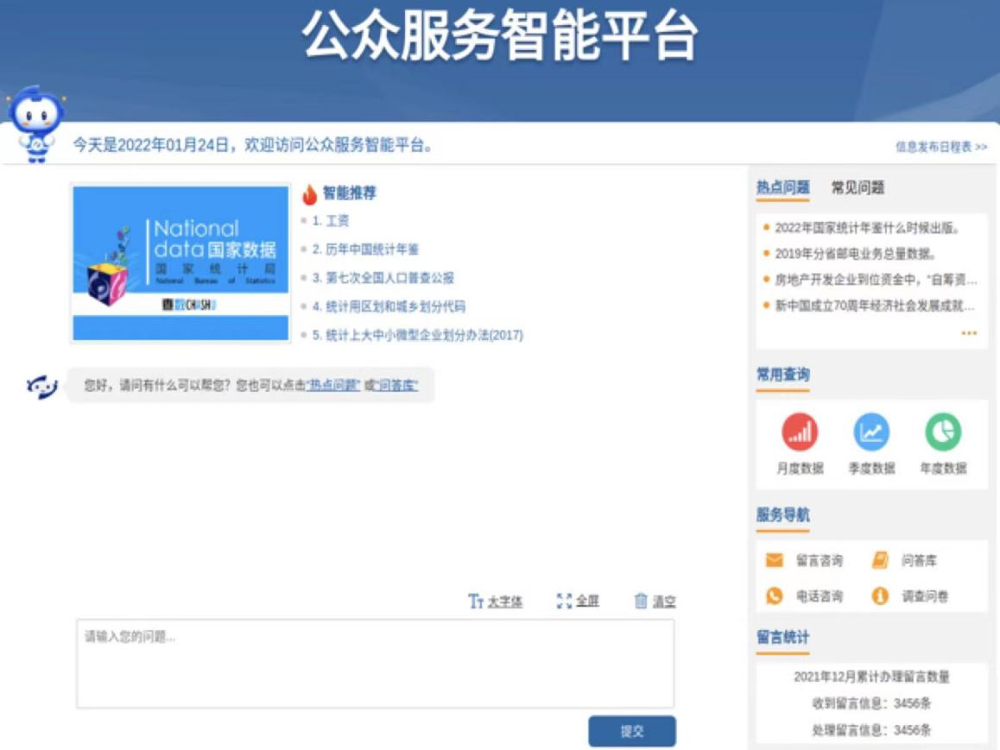 公众服务智能平台
今天是2022年01月24日，欢迎访问公众服务智能平台。
信息发布日程表 >>
National
data 国家数据
国家统计局
National Bureau of Statistics
智能推荐
1. 工资
2. 历年中国统计年鉴
3. 第七次全国人口普查公报
4. 统计用区划和城乡划分代码
5. 统计上大中小微型企业划分办法(2017)
您好，请问有什么可以帮您？您也可以点击“热点问题” 或“问答库”
大字体 全屏 清空
请输入您的问题...
提交
热点问题 常见问题
2022年国家统计年鉴什么时候出版。
2019年分省邮电业务总量数据。
房地产开发企业到位资金中，“自筹资...
新中国成立70周年经济社会发展成就...
常用查询
月度数据 季度数据 年度数据
服务导航
留言咨询 问答库
电话咨询 调查问卷
留言统计
2021年12月累计办理留言数量
收到留言信息：3456条
处理留言信息：3456条